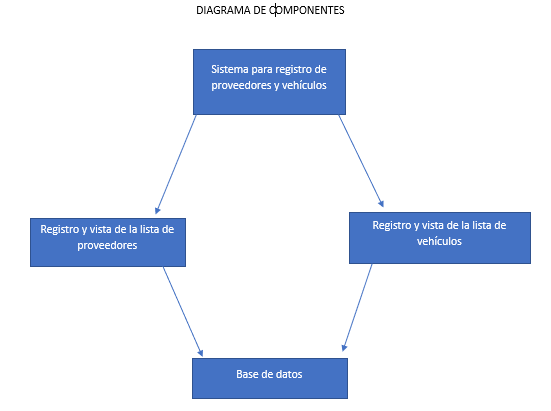 DIAGRAMA DE COMPONENTES
Sistema para registro de
proveedores y vehículos
Registro y vista de la lista de
proveedores
Registro y vista de la lista de
vehículos
Base de datos